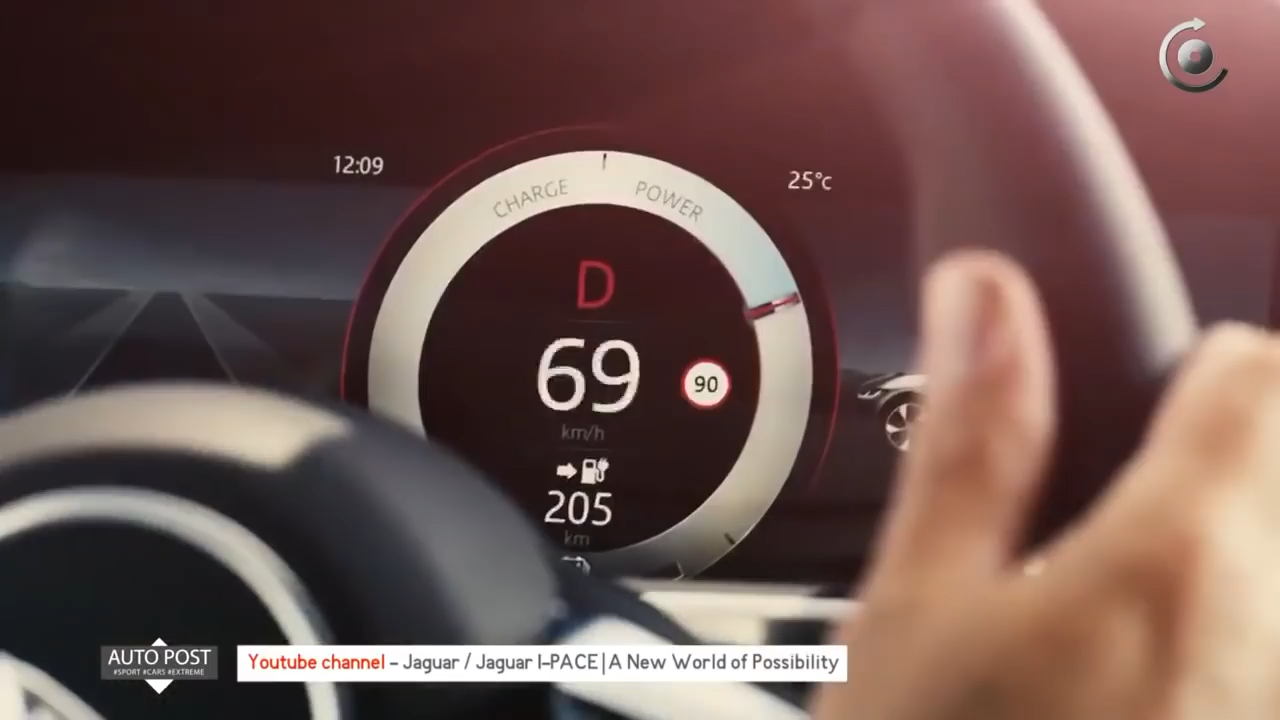 12:09
25°c
CHARGE
POWER
D
69
90
km/h
205
km
AUTO POST
#SPORT #CARS #EXTREME
Youtube channel – Jaguar / Jaguar I-PACE|A New World of Possibility